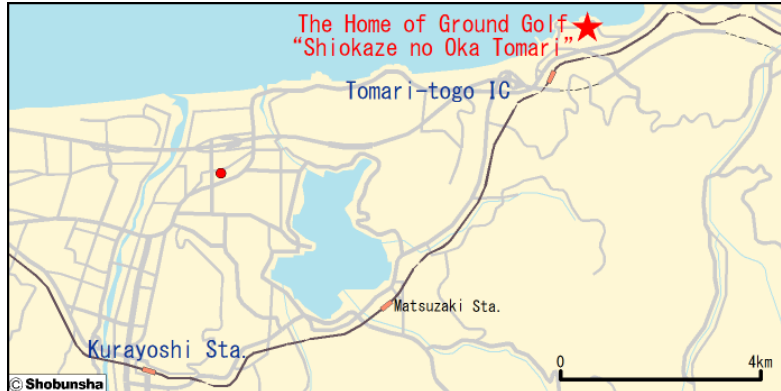 The Home of Ground Golf
“Shiokaze no Oka Tomari”
Tomari-togo IC
Matsuzaki Sta.
Kurayoshi Sta.
0 4km
© Shobunsha